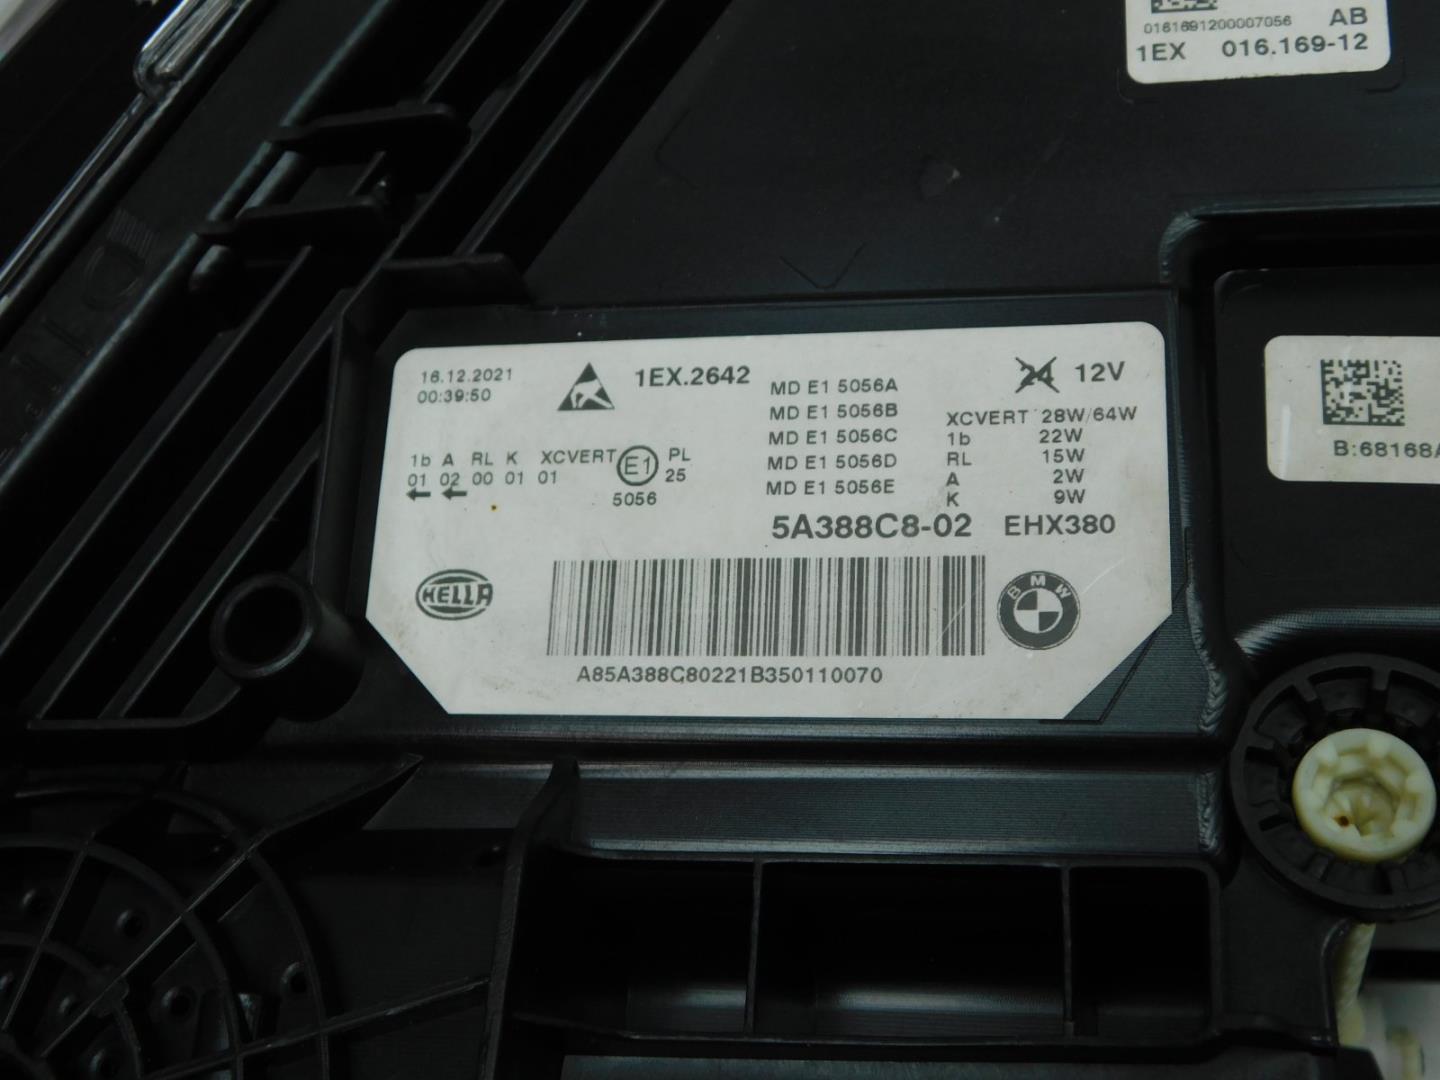 0161691200007056 AB
1EX 016.169-12
16.12.2021
00:39:50
1EX.2642
MD E1 5056A
MD E1 5056B
MD E1 5056C
MD E1 5056D
MD E1 5056E
24 12V
XCVERT 28W/64W
1b 22W
RL 15W
A 2W
K 9W
1b A RL K XCVERT E1 PL
01 02 00 01 01 25
5056
5A388C8-02 EHX380
HELLA
BMW
A85A388C80221B350110070
B:68168A